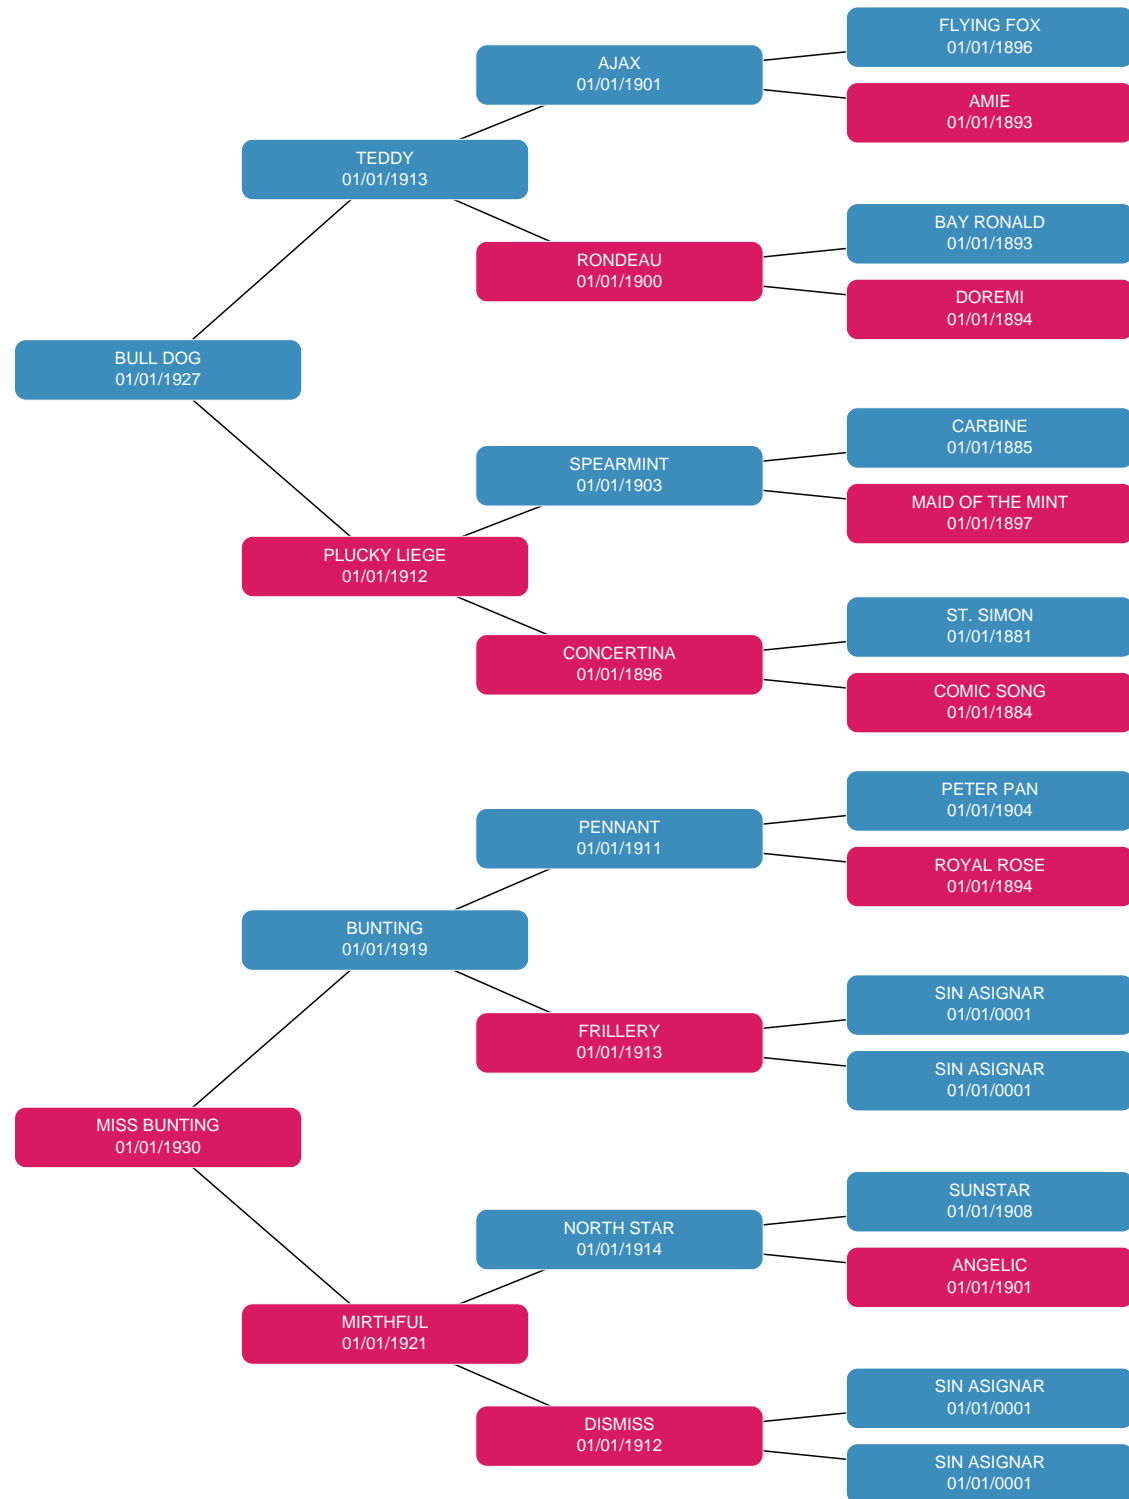 FLYING FOX
01/01/1896
AJAX
01/01/1901
AMIE
01/01/1893
TEDDY
01/01/1913
BAY RONALD
01/01/1893
RONDEAU
01/01/1900
DOREMI
01/01/1894
BULL DOG
01/01/1927
CARBINE
01/01/1885
SPEARMINT
01/01/1903
MAID OF THE MINT
01/01/1897
PLUCKY LIEGE
01/01/1912
ST. SIMON
01/01/1881
CONCERTINA
01/01/1896
COMIC SONG
01/01/1884
PETER PAN
01/01/1904
PENNANT
01/01/1911
ROYAL ROSE
01/01/1894
BUNTING
01/01/1919
SIN ASIGNAR
01/01/0001
FRILLERY
01/01/1913
SIN ASIGNAR
01/01/0001
MISS BUNTING
01/01/1930
SUNSTAR
01/01/1908
NORTH STAR
01/01/1914
ANGELIC
01/01/1901
MIRTHFUL
01/01/1921
SIN ASIGNAR
01/01/0001
DISMISS
01/01/1912
SIN ASIGNAR
01/01/0001